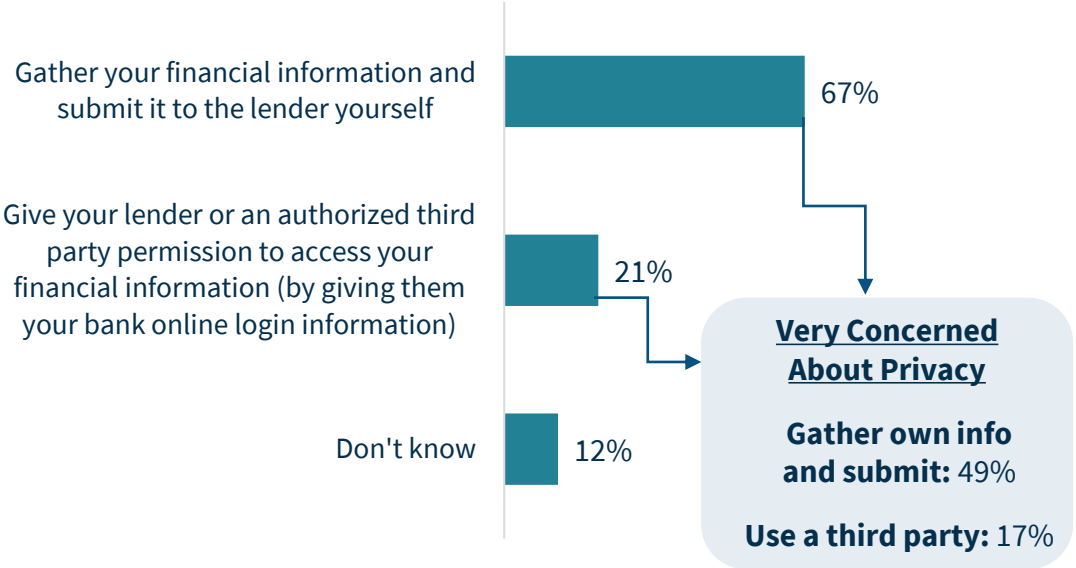 Gather your financial information and
submit it to the lender yourself
67%
Give your lender or an authorized third
party permission to access your
financial information (by giving them
your bank online login information)
21%
Don't know
12%
Very Concerned
About Privacy
Gather own info
and submit: 49%
Use a third party: 17%